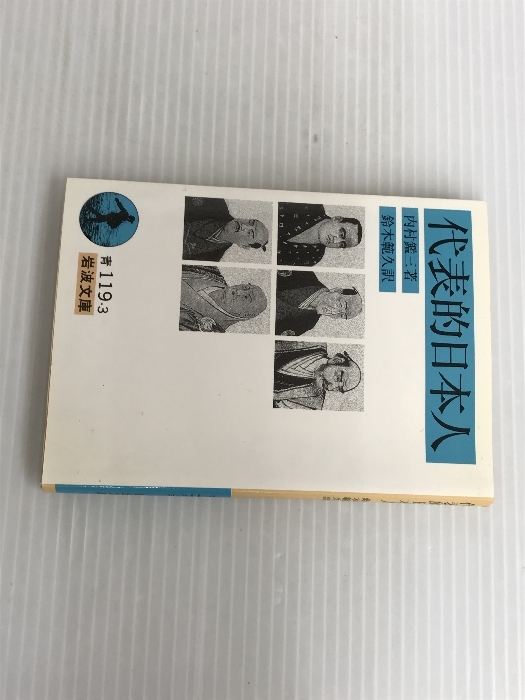 代表的日本人
内村鑑三著
鈴木範久訳
青 119-3
岩波文庫